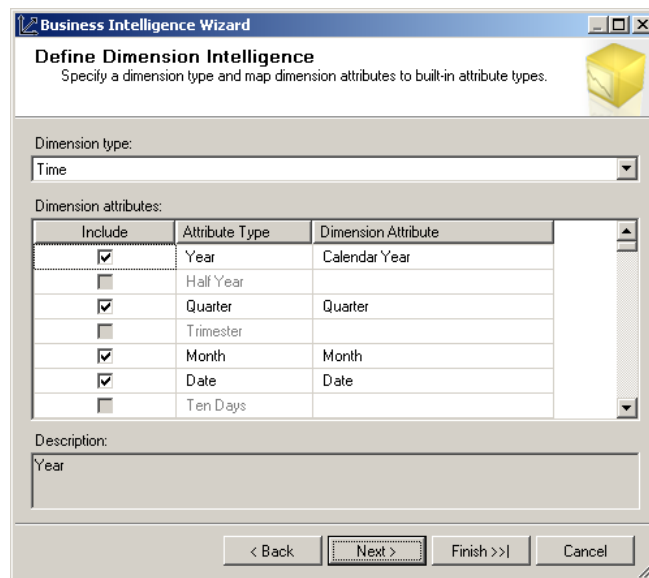 Business Intelligence Wizard
Define Dimension Intelligence
Specify a dimension type and map dimension attributes to built-in attribute types.
Dimension type:
Time
Dimension attributes:
Include Attribute Type Dimension Attribute
Year Calendar Year
Half Year
Quarter Quarter
Trimester
Month Month
Date Date
Ten Days
Description:
Year
< Back Next > Finish >>| Cancel